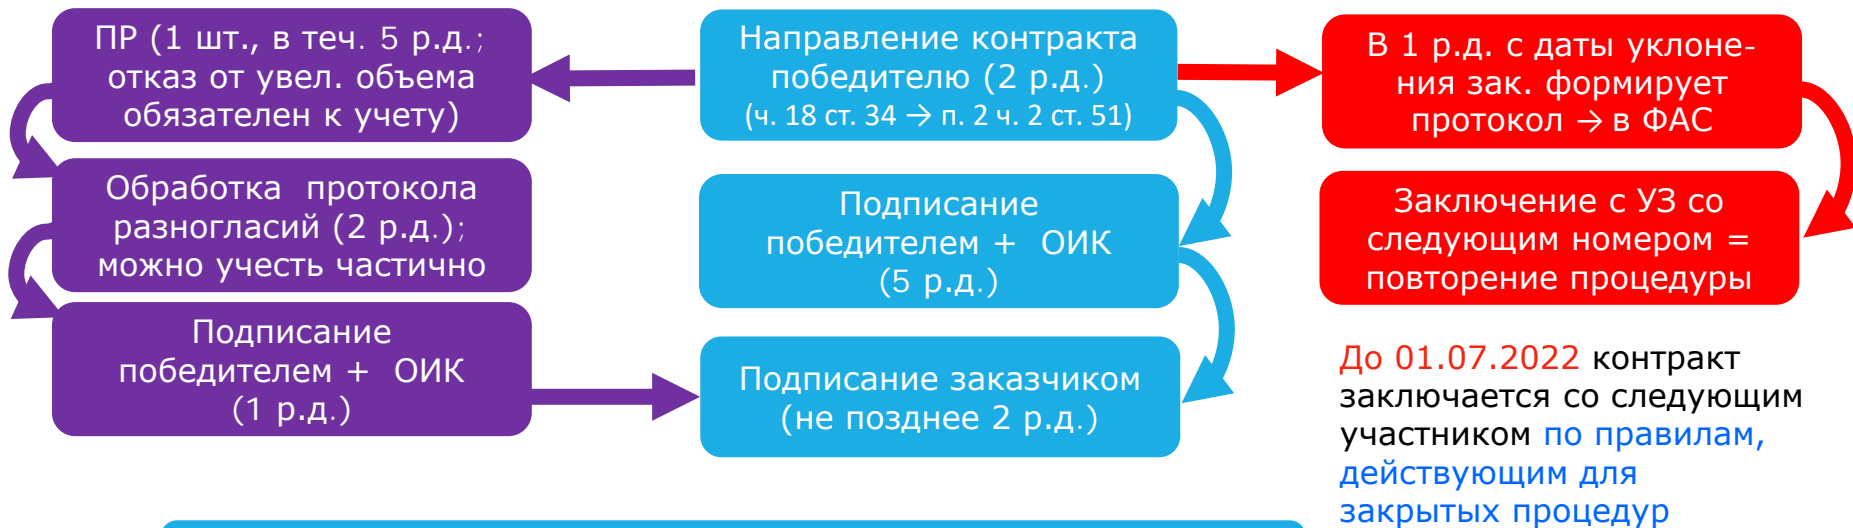 ПР (1 шт., в теч. 5 р.д.;
отказ от увел. объема
обязателен к учету)
Обработка протокола
разногласий (2 р.д.);
можно учесть частично
Подписание
победителем + ОИК
(1 р.д.)
Направление контракта
победителю (2 р.д.)
(ч. 18 ст. 34 → п. 2 ч. 2 ст. 51)
Подписание
победителем + ОИК
(5 р.д.)
Подписание заказчиком
(не позднее 2 р.д.)
В 1 р.д. с даты уклоне-
ния зак. формирует
протокол → в ФАС
Заключение с УЗ со
следующим номером =
повторение процедуры
До 01.07.2022 контракт
заключается со следующим
участником по правилам,
действующим для
закрытых процедур